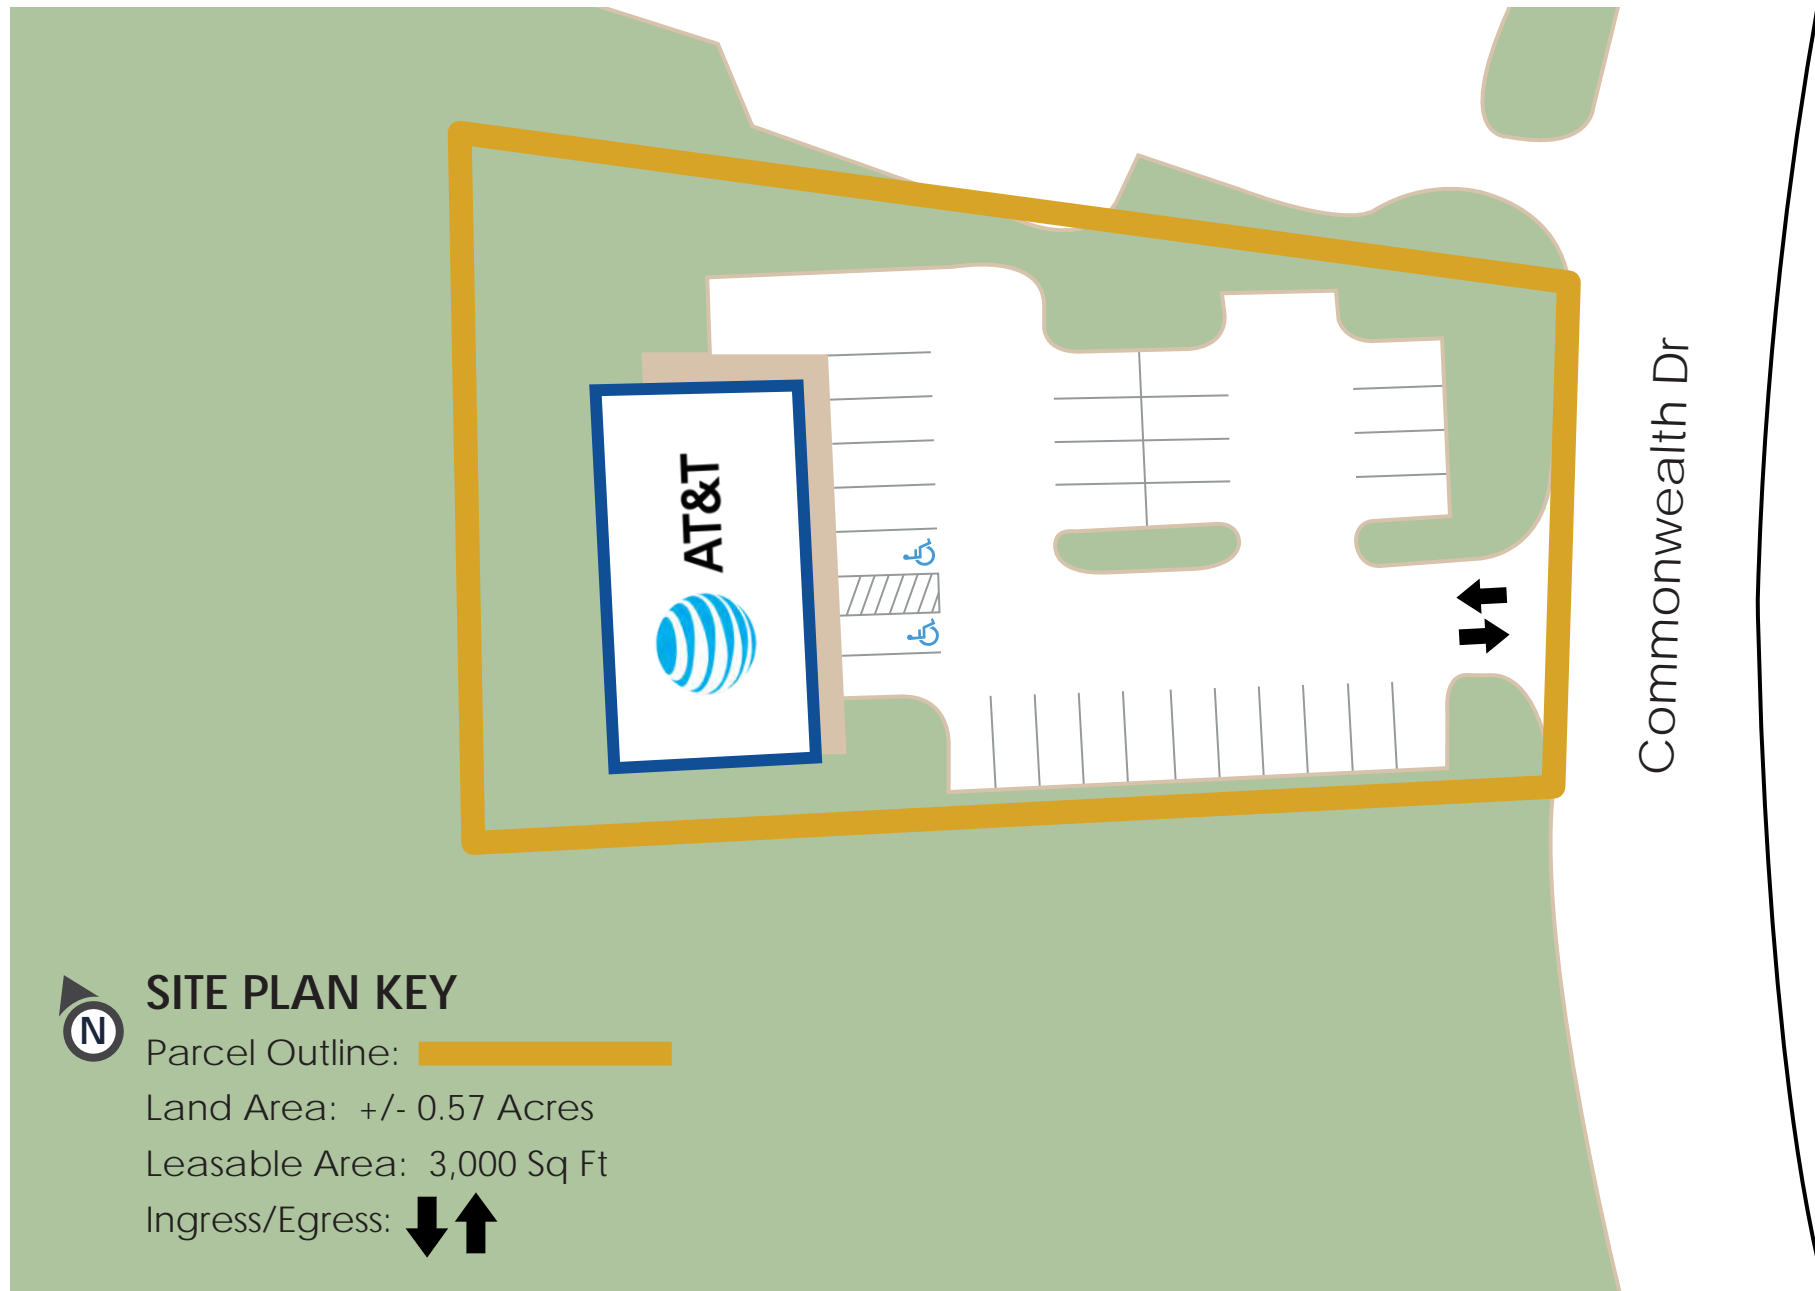 AT&T
Commonwealth Dr
N
SITE PLAN KEY
Parcel Outline:
Land Area: +/- 0.57 Acres
Leasable Area: 3,000 Sq Ft
Ingress/Egress: